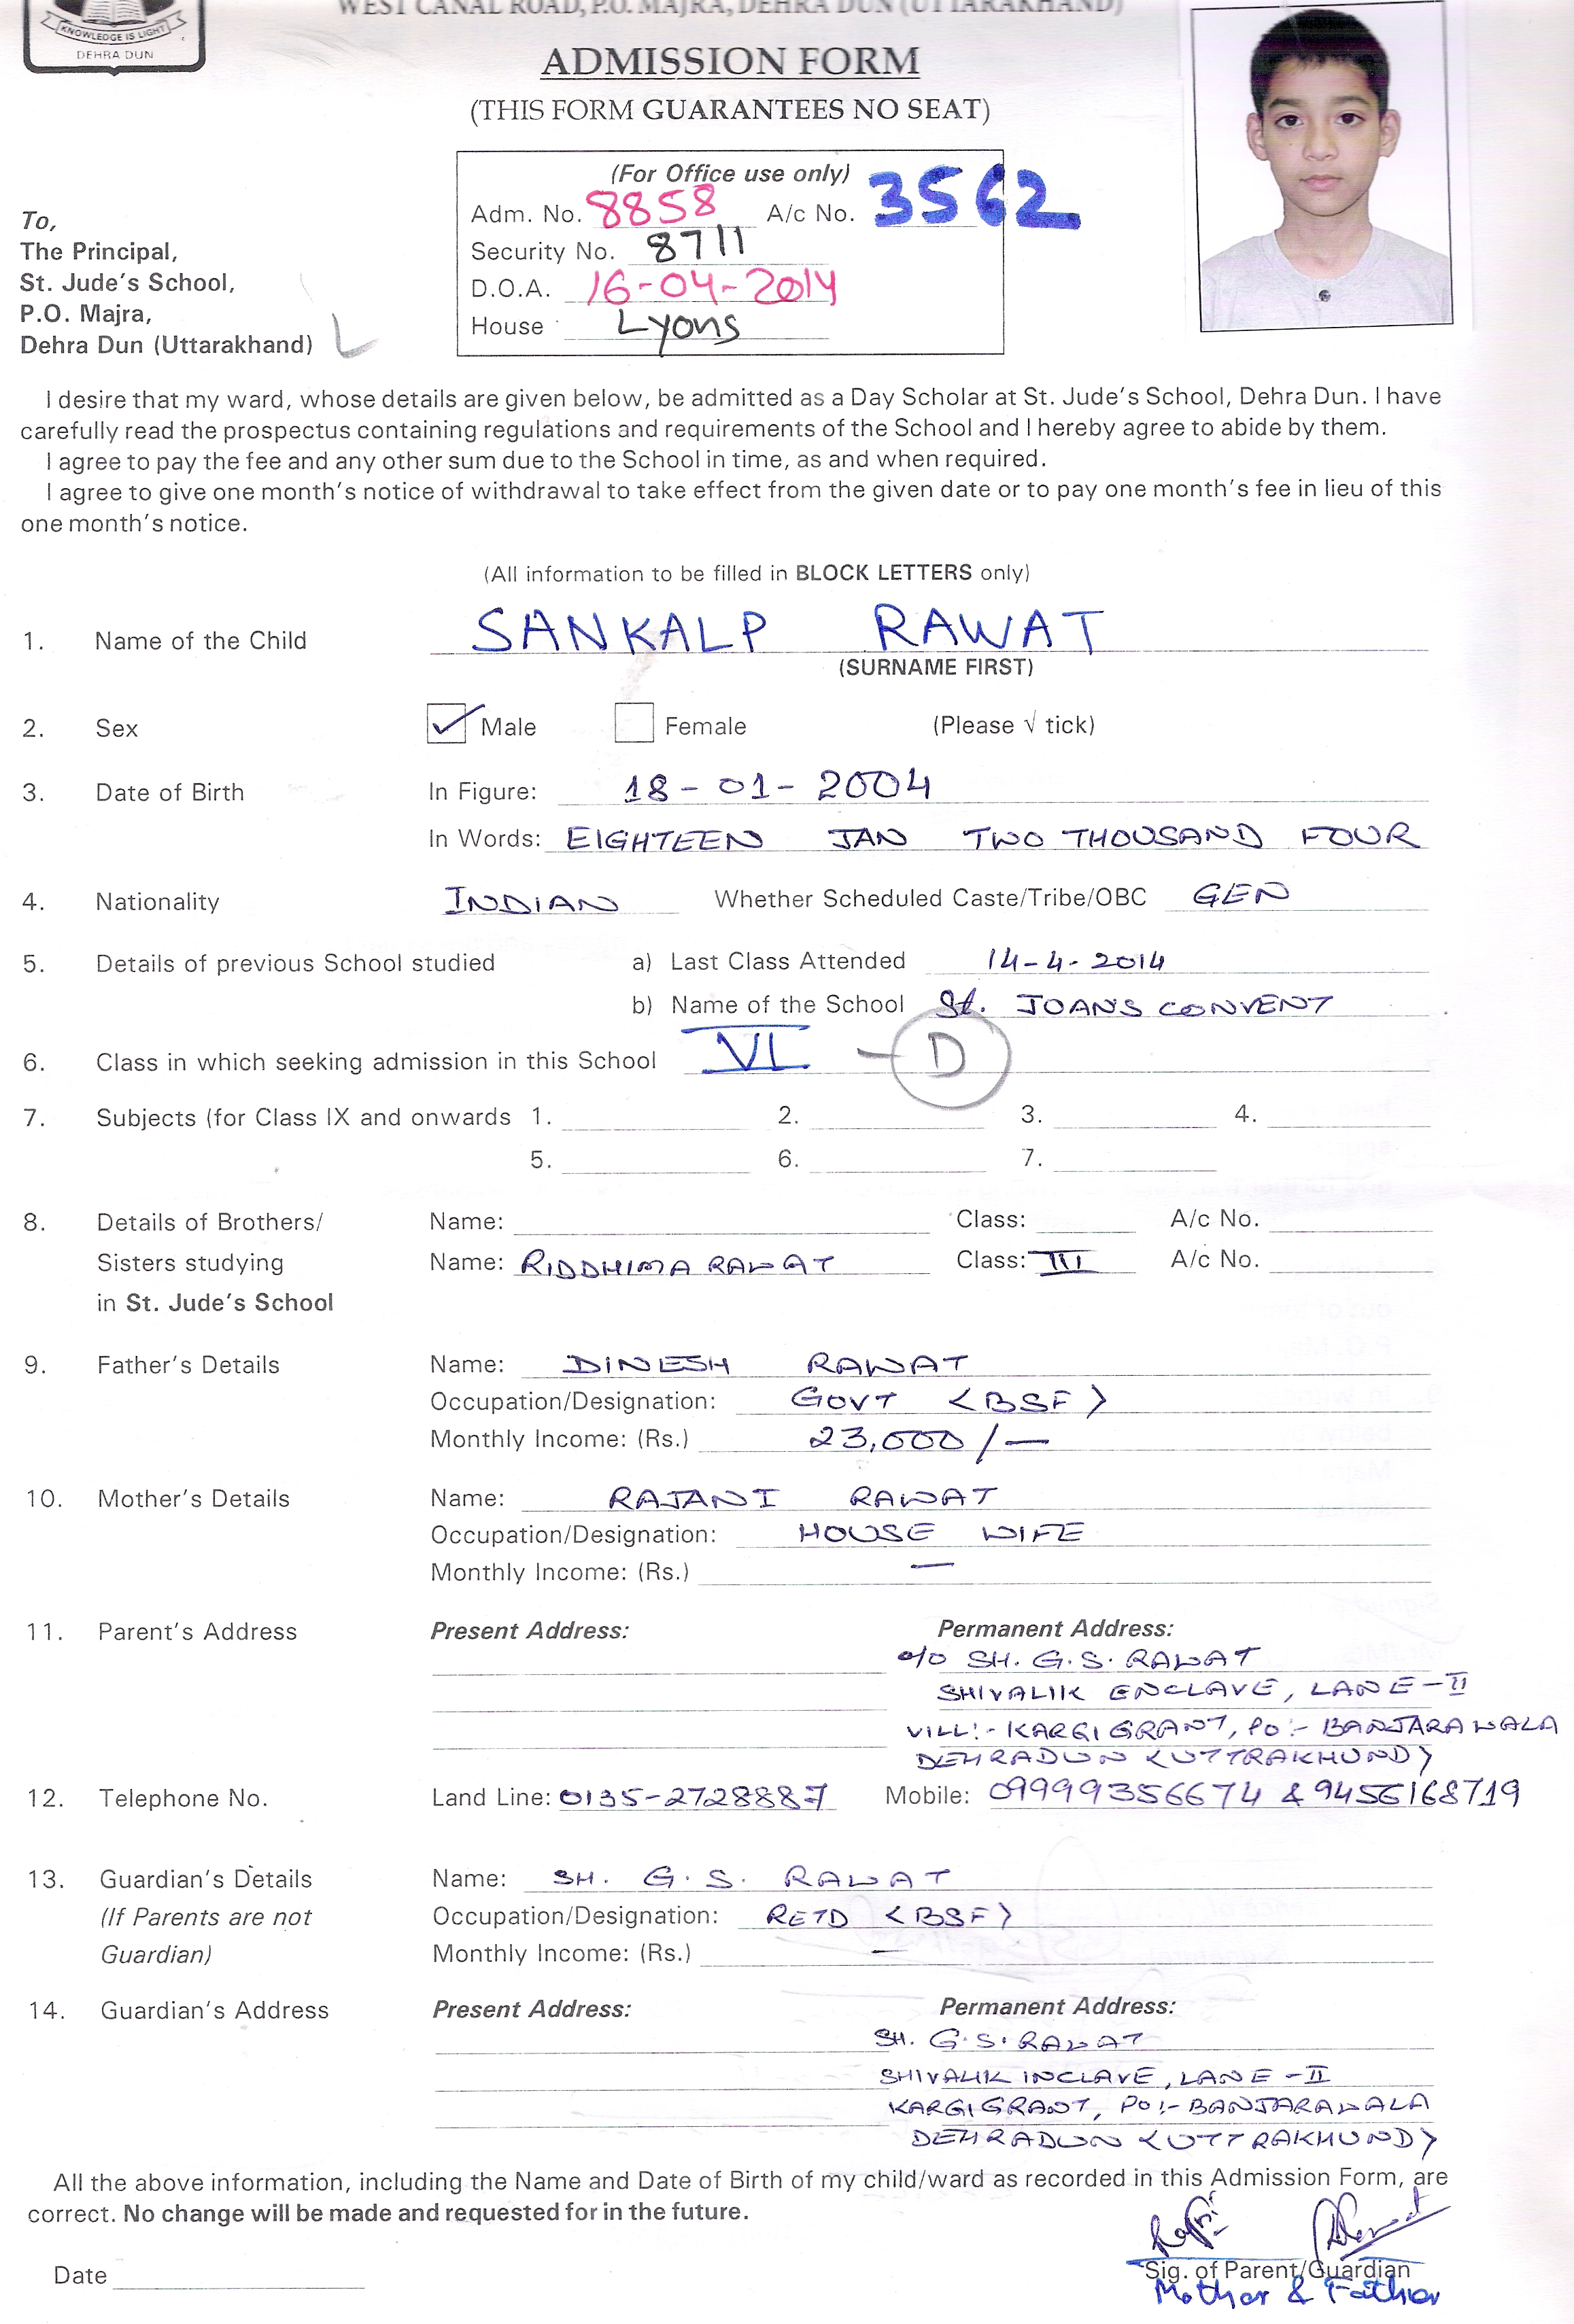 WEST CANAL ROAD, P.O. MAJRA, DEHRA DUN (UTTARAKHAND)
KNOWLEDGE IS LIGHT
DEHRA DUN
ADMISSION FORM
(THIS FORM GUARANTEES NO SEAT)
(For Office use only)
Adm. No. 8858 A/c No. 3562
Security No. 8711
D.O.A. 16-04-2014
House Lyons
To,
The Principal,
St. Jude's School,
P.O. Majra,
Dehra Dun (Uttarakhand)
I desire that my ward, whose details are given below, be admitted as a Day Scholar at St. Jude's School, Dehra Dun. I have
carefully read the prospectus containing regulations and requirements of the School and I hereby agree to abide by them.
I agree to pay the fee and any other sum due to the School in time, as and when required.
I agree to give one month's notice of withdrawal to take effect from the given date or to pay one month's fee in lieu of this
one month's notice.
(All information to be filled in BLOCK LETTERS only)
1. Name of the Child SANKALP RAWAT
(SURNAME FIRST)
2. Sex ✓ Male Female (Please √ tick)
3. Date of Birth In Figure: 18-01-2004
In Words: EIGHTEEN JAN TWO THOUSAND FOUR
4. Nationality INDIAN Whether Scheduled Caste/Tribe/OBC GEN
5. Details of previous School studied a) Last Class Attended 14-4-2014
b) Name of the School St. JOANS CONVENT
6. Class in which seeking admission in this School VI - D
7. Subjects (for Class IX and onwards 1. 2. 3. 4.
5. 6. 7.
8. Details of Brothers/ Name: Class: A/c No.
Sisters studying Name: RIDDHIMA RAWAT Class: III A/c No.
in St. Jude's School
9. Father's Details Name: DINESH RAWAT
Occupation/Designation: GOVT <BSF>
Monthly Income: (Rs.) 23,000/-
10. Mother's Details Name: RAJANI RAWAT
Occupation/Designation: HOUSE WIFE
Monthly Income: (Rs.) -
11. Parent's Address Present Address: Permanent Address:
c/o SH. G.S. RAWAT
SHIVALIK ENCLAVE, LANE-II
VILL:- KARGI GRANT, PO:- BANJARAWALA
DEHRADUN <UTTRAKHUND>
12. Telephone No. Land Line: 0135-2728887 Mobile: 09999356674 & 9456168719
13. Guardian's Details Name: SH. G. S. RAWAT
(If Parents are not Occupation/Designation: RETD <BSF>
Guardian) Monthly Income: (Rs.) -
14. Guardian's Address Present Address: Permanent Address:
SH. G.S. RAWAT
SHIVALIK INCLAVE, LANE-II
KARGI GRANT, PO:- BANJARAWALA
DEHRADUN <UTTRAKHUND>
All the above information, including the Name and Date of Birth of my child/ward as recorded in this Admission Form, are
correct. No change will be made and requested for in the future.
Date
Sig. of Parent/Guardian
Mother & Father